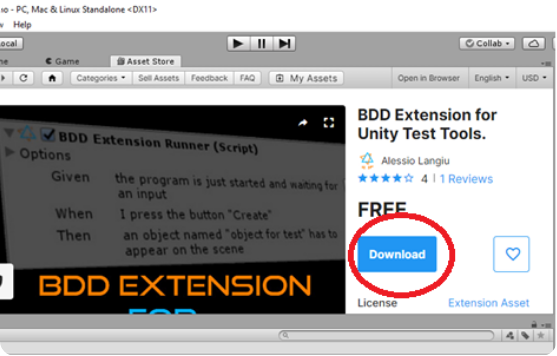 10 - PC, Mac & Linux Standalone <DX11>
Help
Local
Collab
Game
Asset Store
Categories
Sell Assets
Feedback
FAQ
My Assets
Open in Browser
English
USD
BDD Extension Runner (Script)
Options
Given the program is just started and waiting for
an input
When I press the button "Create"
Then an object named "object for test" has to
appear on the scene
BDD EXTENSION
FOR
BDD Extension for
Unity Test Tools.
Alessio Langiu
4 | 1 Reviews
FREE
Download
License Extension Asset